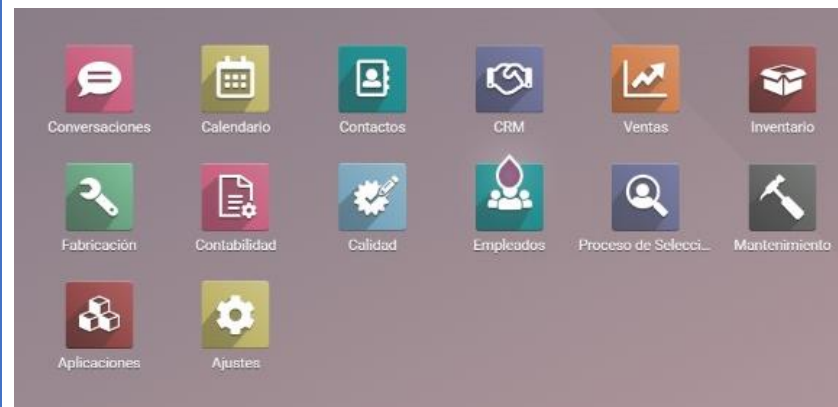 Conversaciones Calendario Contactos CRM Ventas Inventario
Fabricación Contabilidad Calidad Empleados Proceso de Selecci... Mantenimiento
Aplicaciones Ajustes